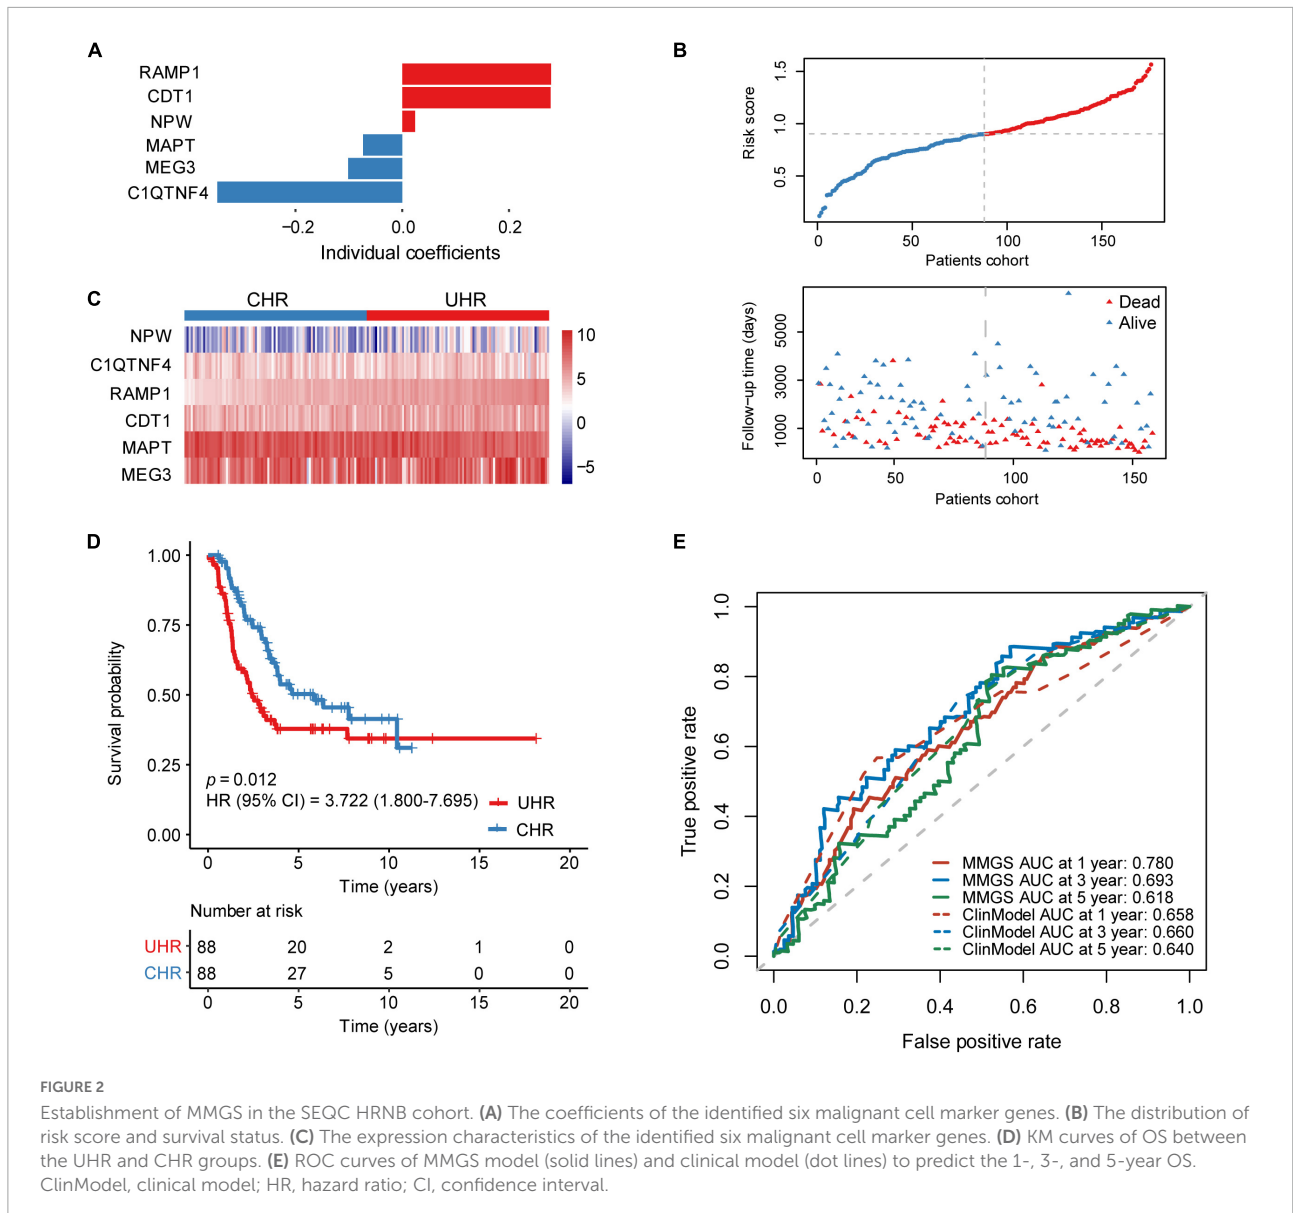 A
RAMP1
CDT1
NPW
MAPT
MEG3
C1QTNF4
−0.2 0.0 0.2
Individual coefficients
B
Risk score
1.5
1.0
0.5
0 50 100 150
Patients cohort
Follow−up time (days)
5000
3000
1000
Dead
Alive
0 50 100 150
Patients cohort
C
CHR UHR
NPW
C1QTNF4
RAMP1
CDT1
MAPT
MEG3
10
5
0
−5
D
Survival probability
1.00
0.75
0.50
0.25
0.00
p = 0.012
HR (95% CI) = 3.722 (1.800-7.695)
UHR
CHR
0 5 10 15 20
Time (years)
Number at risk
UHR 88 20 2 1 0
CHR 88 27 5 0 0
0 5 10 15 20
Time (years)
E
True positive rate
1.0
0.8
0.6
0.4
0.2
0.0
MMGS AUC at 1 year: 0.780
MMGS AUC at 3 year: 0.693
MMGS AUC at 5 year: 0.618
ClinModel AUC at 1 year: 0.658
ClinModel AUC at 3 year: 0.660
ClinModel AUC at 5 year: 0.640
0.0 0.2 0.4 0.6 0.8 1.0
False positive rate
FIGURE 2
Establishment of MMGS in the SEQC HRNB cohort. (A) The coefficients of the identified six malignant cell marker genes. (B) The distribution of
risk score and survival status. (C) The expression characteristics of the identified six malignant cell marker genes. (D) KM curves of OS between
the UHR and CHR groups. (E) ROC curves of MMGS model (solid lines) and clinical model (dot lines) to predict the 1-, 3-, and 5-year OS.
ClinModel, clinical model; HR, hazard ratio; CI, confidence interval.